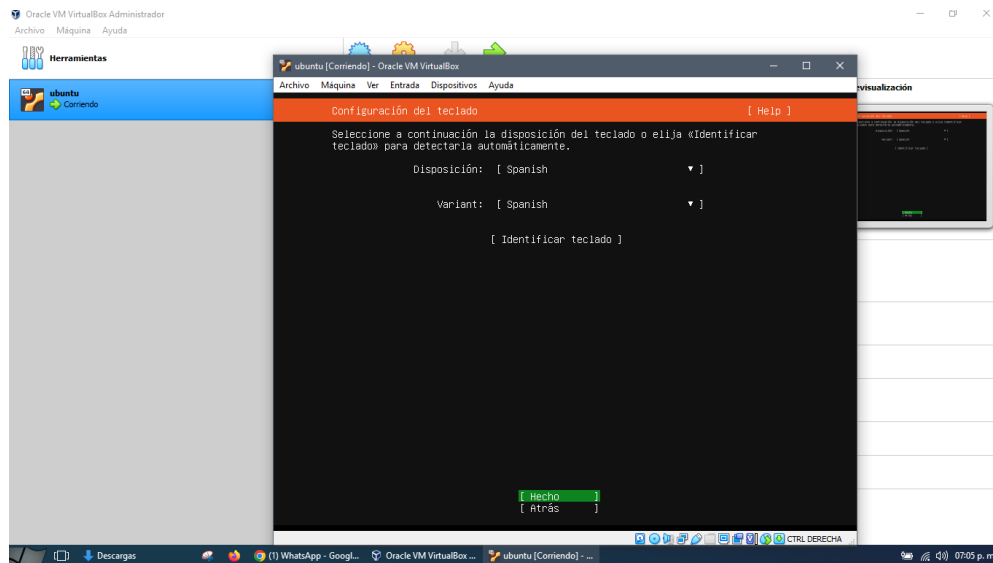 Oracle VM VirtualBox Administrador
Archivo Máquina Ayuda
Herramientas
ubuntu
Corriendo
evisualización
ubuntu [Corriendo] - Oracle VM VirtualBox
Archivo Máquina Ver Entrada Dispositivos Ayuda
Configuración del teclado [ Help ]
Seleccione a continuación la disposición del teclado o elija «Identificar
teclado» para detectarla automáticamente.
Disposición: [ Spanish ▾ ]
Variant: [ Spanish ▾ ]
[ Identificar teclado ]
[ Hecho ]
[ Atrás ]
CTRL DERECHA
Descargas
(1) WhatsApp - Googl...
Oracle VM VirtualBox ...
ubuntu [Corriendo] - ...
07:05 p. m